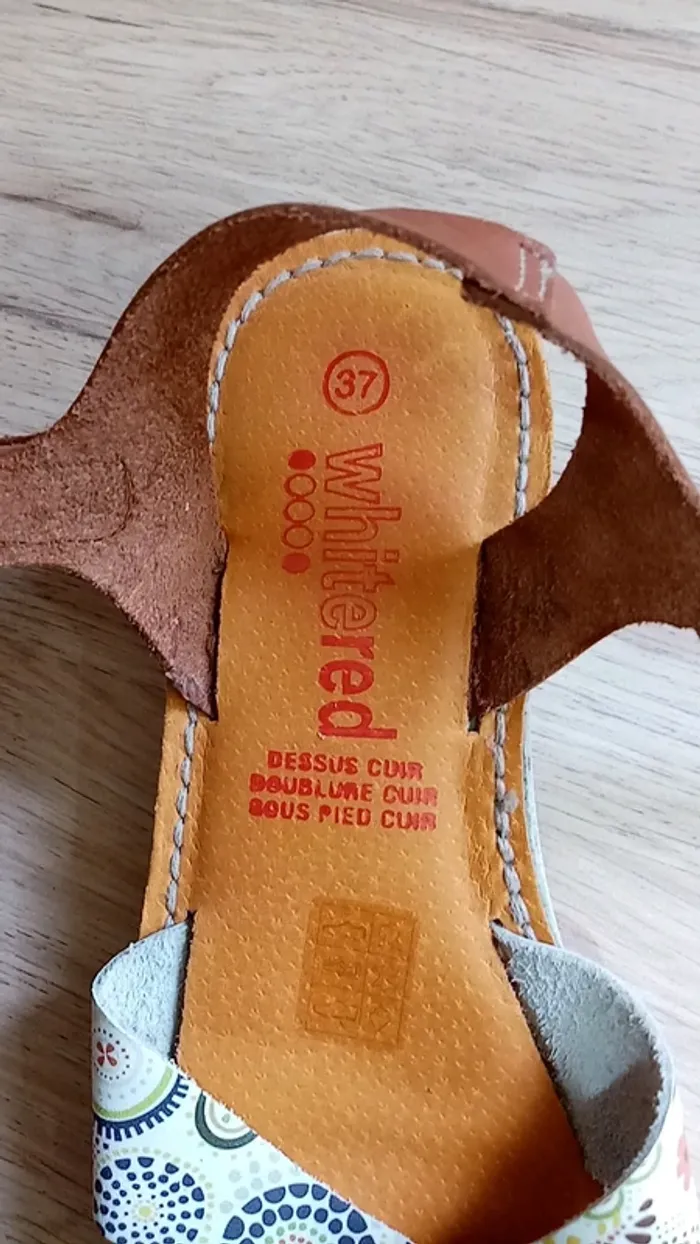 37
whitered
DESSUS CUIR
DOUBLURE CUIR
SOUS PIED CUIR